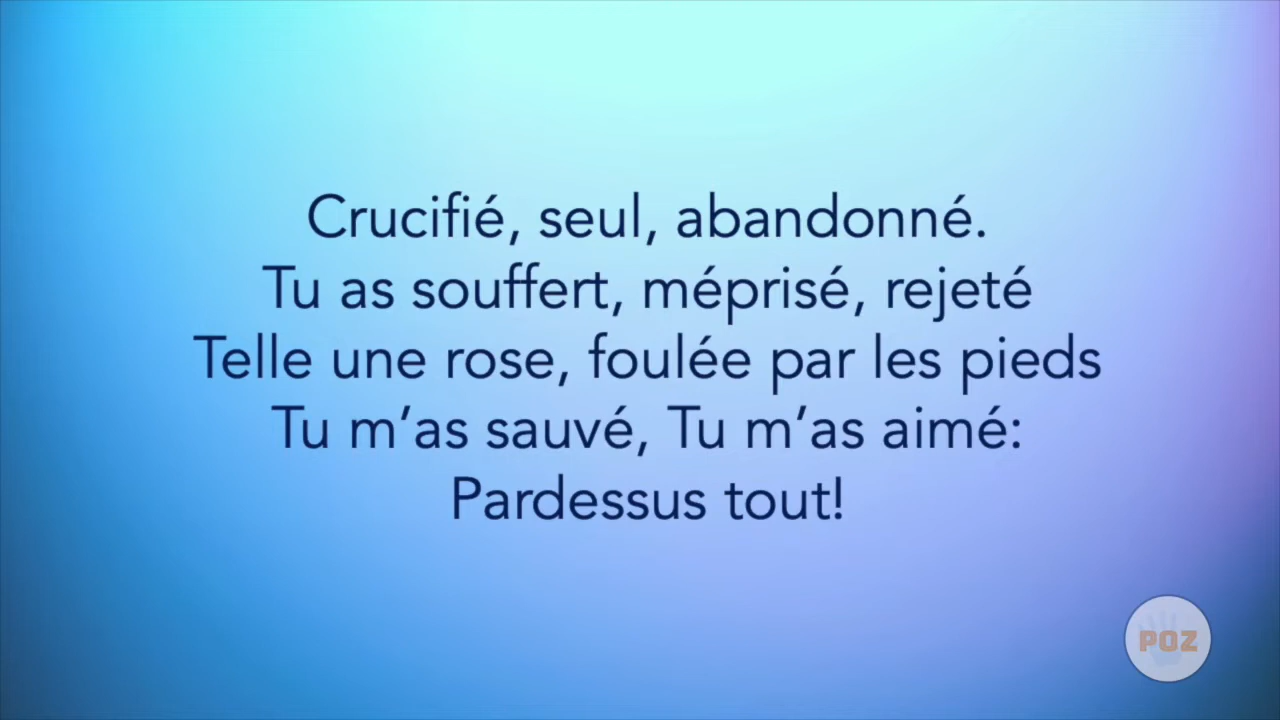 Crucifié, seul, abandonné.
Tu as souffert, méprisé, rejeté
Telle une rose, foulée par les pieds
Tu m’as sauvé, Tu m’as aimé:
Pardessus tout!
POZ